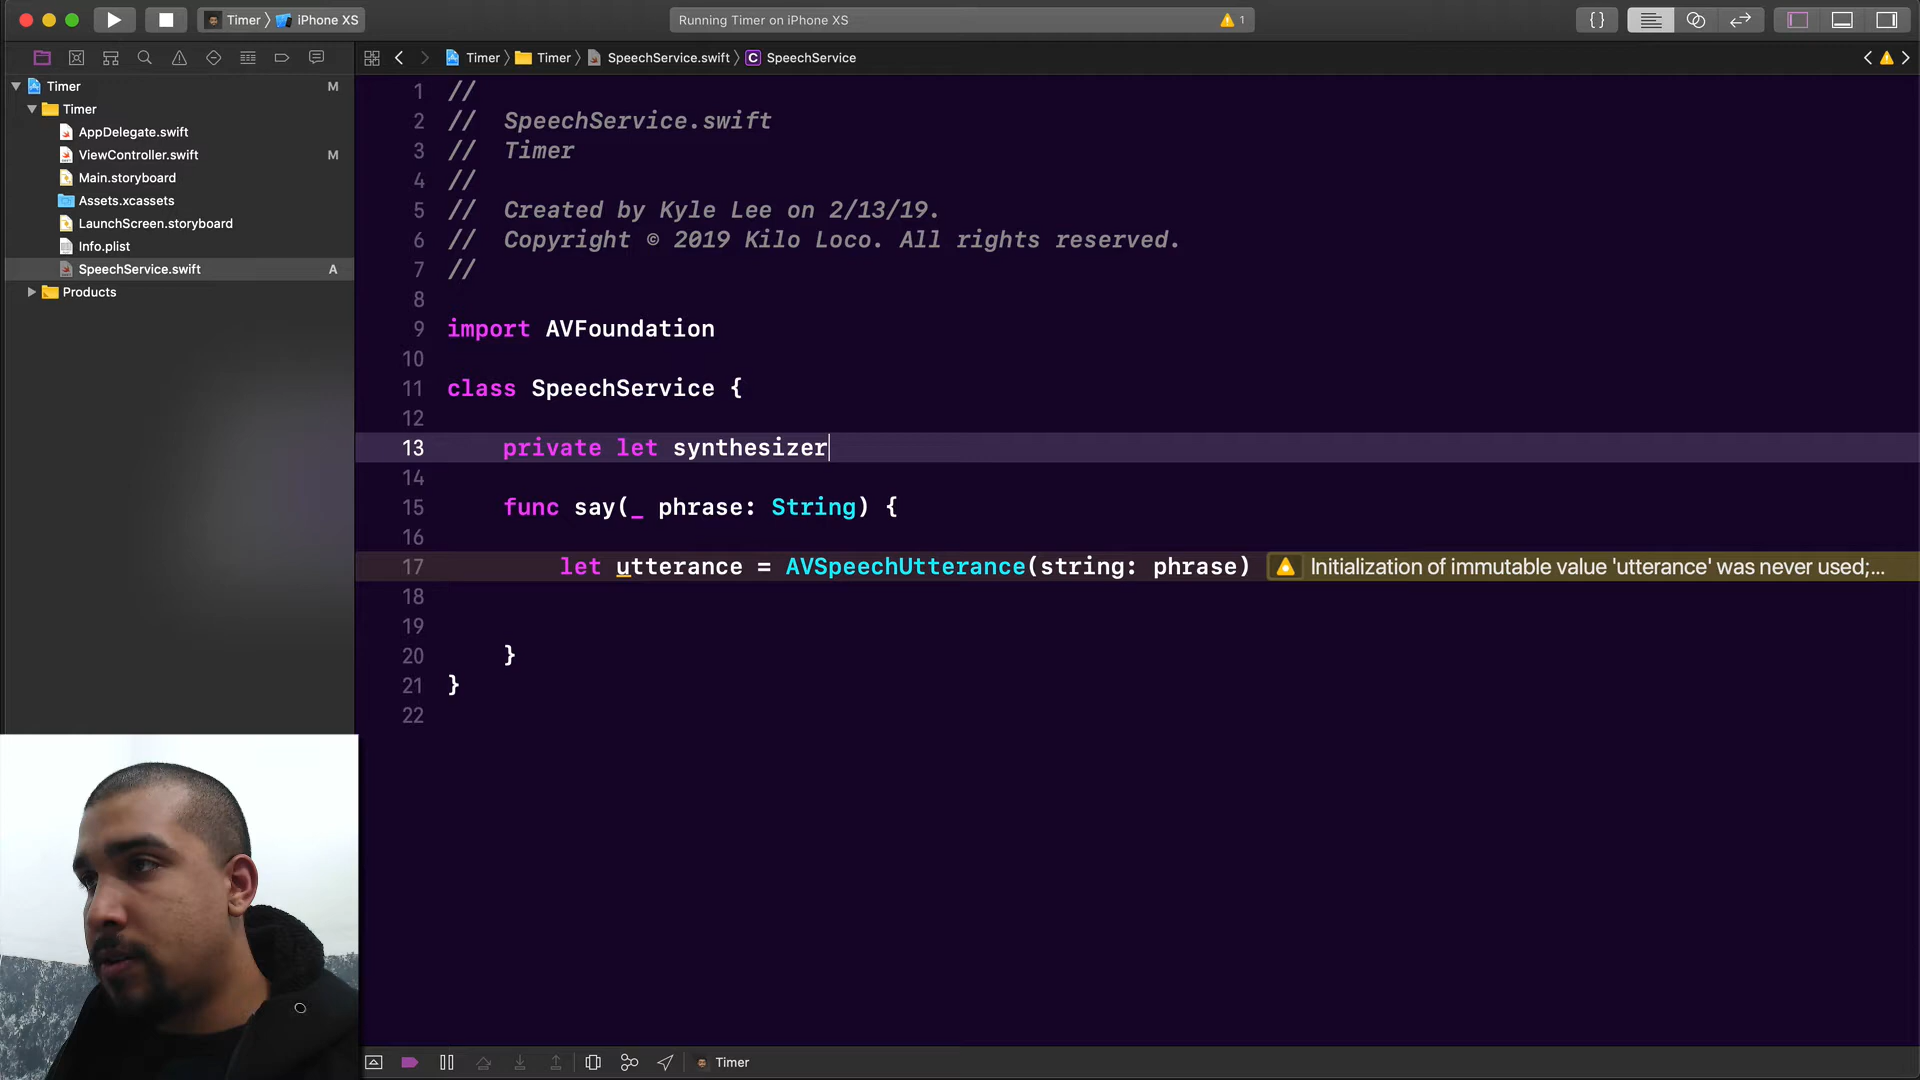 Timer 〉 iPhone XS
Running Timer on iPhone XS
1
{}
Timer 〉 Timer 〉 SpeechService.swift 〉 C SpeechService
Timer M
Timer
AppDelegate.swift
ViewController.swift M
Main.storyboard
Assets.xcassets
LaunchScreen.storyboard
Info.plist
SpeechService.swift A
Products
1 //
2 //  SpeechService.swift
3 //  Timer
4 //
5 //  Created by Kyle Lee on 2/13/19.
6 //  Copyright © 2019 Kilo Loco. All rights reserved.
7 //
8
9 import AVFoundation
10
11 class SpeechService {
12
13     private let synthesizer
14
15     func say(_ phrase: String) {
16
17         let utterance = AVSpeechUtterance(string: phrase) Initialization of immutable value 'utterance' was never used;...
18
19
20     }
21 }
22
Timer